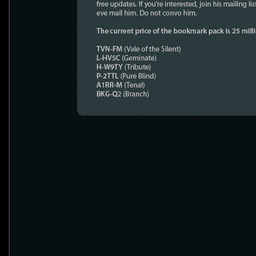 free updates. If you're interested, join his mailing list
eve mail him. Do not convo him.
The current price of the bookmark pack is 25 milli
TVN-FM (Vale of the Silent)
L-HV5C (Geminate)
H-W9TY (Tribute)
P-2TTL (Pure Blind)
A1RR-M (Tenal)
BKG-Q2 (Branch)